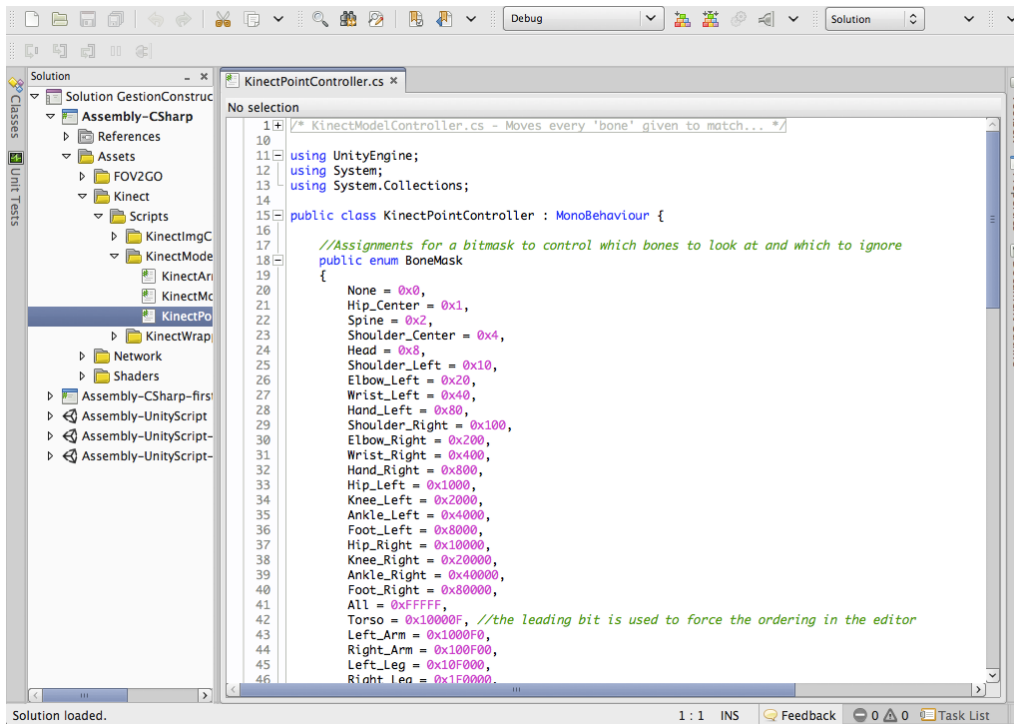 Debug
Solution
Solution
Classes
Unit Tests
Solution GestionConstruc
Assembly-CSharp
References
Assets
FOV2GO
Kinect
Scripts
KinectImgC
KinectMode
KinectAr
KinectMo
KinectPo
KinectWrap
Network
Shaders
Assembly-CSharp-first
Assembly-UnityScript
Assembly-UnityScript-
Assembly-UnityScript-
KinectPointController.cs ×
No selection
1 /* KinectModelController.cs - Moves every 'bone' given to match... */
10
11 using UnityEngine;
12 using System;
13 using System.Collections;
14
15 public class KinectPointController : MonoBehaviour {
16
17 //Assignments for a bitmask to control which bones to look at and which to ignore
18 public enum BoneMask
19 {
20 None = 0x0,
21 Hip_Center = 0x1,
22 Spine = 0x2,
23 Shoulder_Center = 0x4,
24 Head = 0x8,
25 Shoulder_Left = 0x10,
26 Elbow_Left = 0x20,
27 Wrist_Left = 0x40,
28 Hand_Left = 0x80,
29 Shoulder_Right = 0x100,
30 Elbow_Right = 0x200,
31 Wrist_Right = 0x400,
32 Hand_Right = 0x800,
33 Hip_Left = 0x1000,
34 Knee_Left = 0x2000,
35 Ankle_Left = 0x4000,
36 Foot_Left = 0x8000,
37 Hip_Right = 0x10000,
38 Knee_Right = 0x20000,
39 Ankle_Right = 0x40000,
40 Foot_Right = 0x80000,
41 All = 0xFFFFF,
42 Torso = 0x10000F, //the leading bit is used to force the ordering in the editor
43 Left_Arm = 0x1000F0,
44 Right_Arm = 0x100F00,
45 Left_Leg = 0x10F000,
46 Right_Leg = 0x1F0000,
Solution loaded.
1 : 1 INS Feedback 0 0 Task List